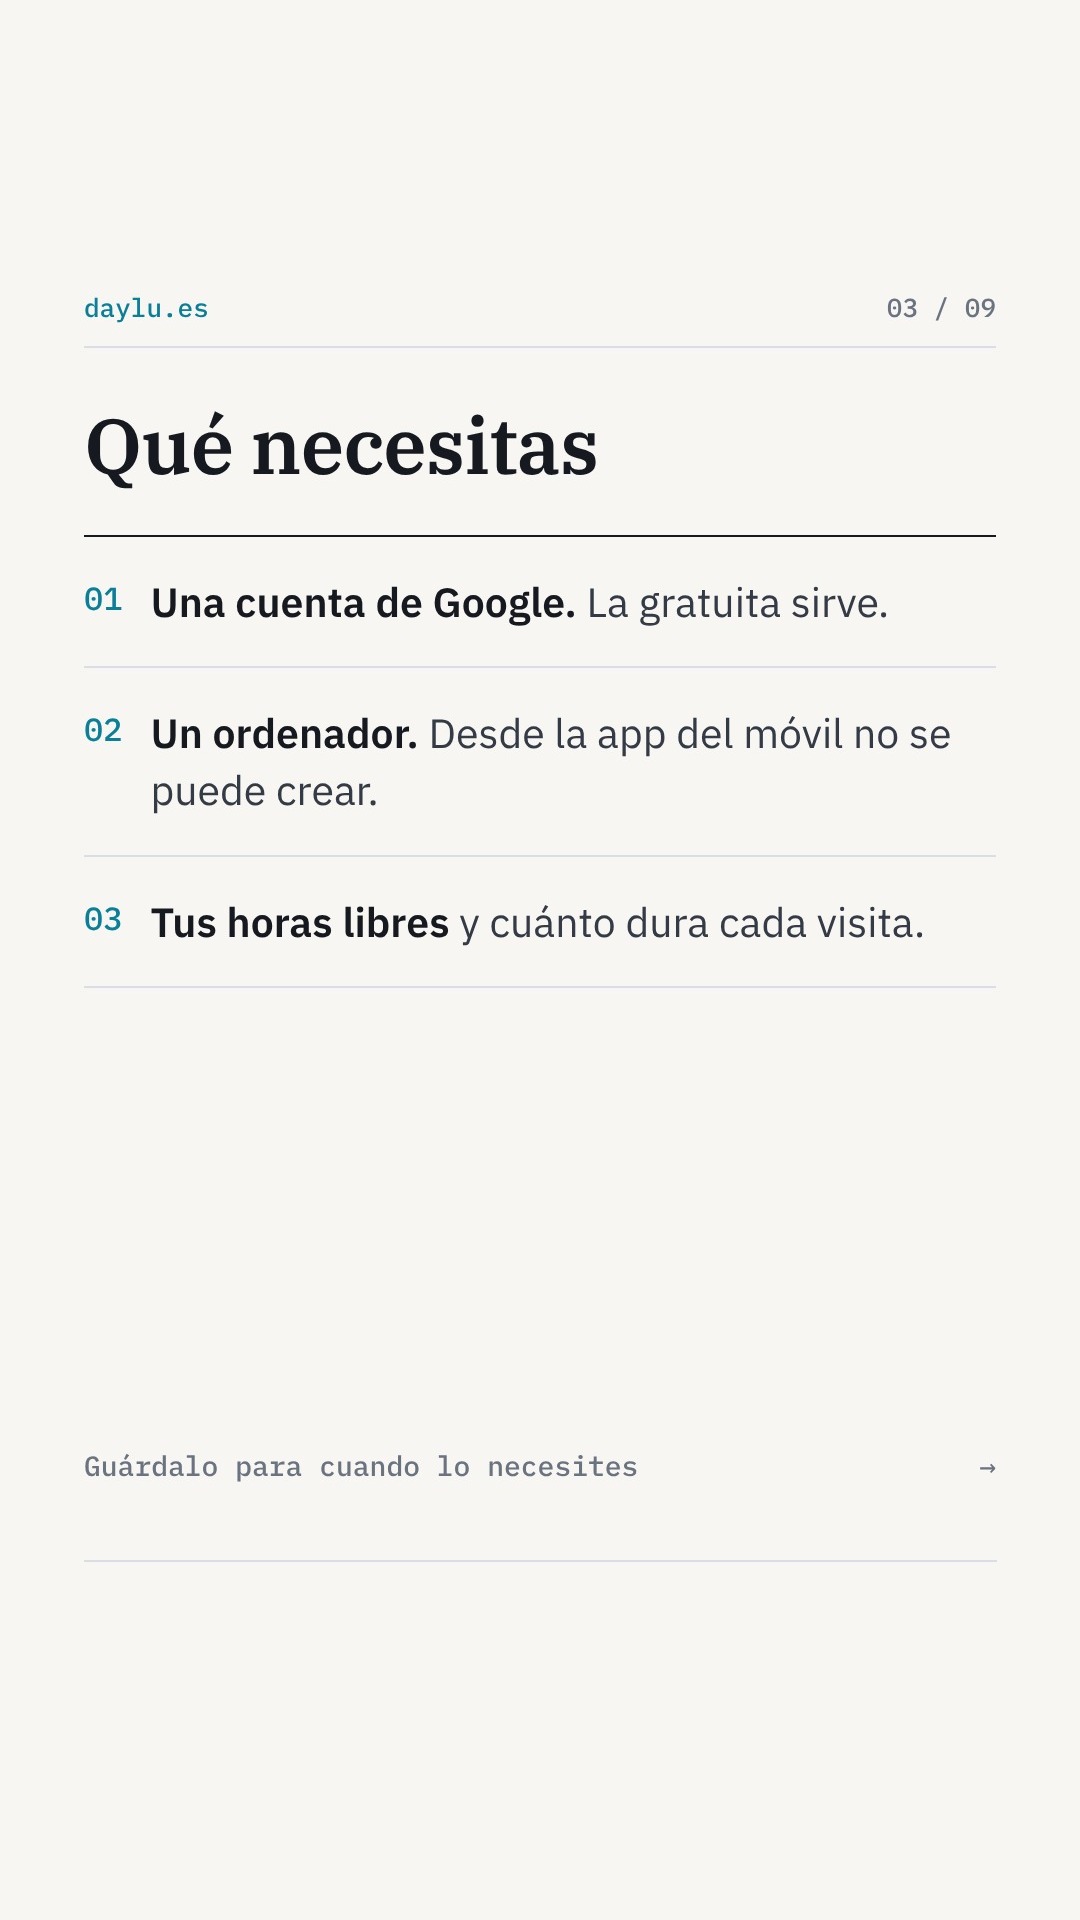 daylu.es
03 / 09
Qué necesitas
01 Una cuenta de Google. La gratuita sirve.
02 Un ordenador. Desde la app del móvil no se
puede crear.
03 Tus horas libres y cuánto dura cada visita.
Guárdalo para cuando lo necesites →